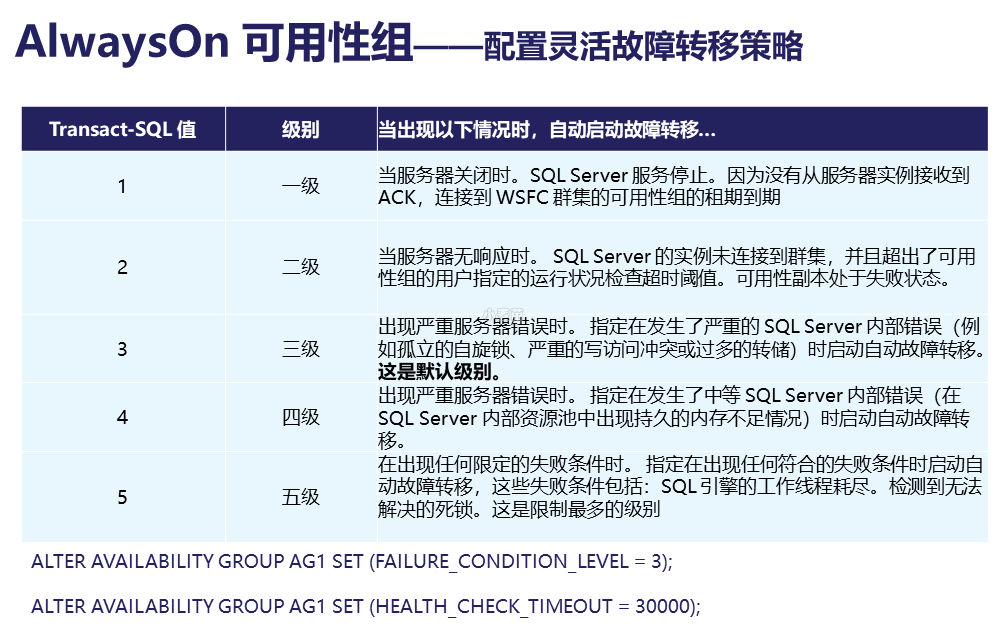 AlwaysOn 可用性组——配置灵活故障转移策略
Transact-SQL 值 级别 当出现以下情况时，自动启动故障转移...
1 一级 当服务器关闭时。SQL Server 服务停止。因为没有从服务器实例接收到
ACK，连接到 WSFC 群集的可用性组的租期到期
2 二级 当服务器无响应时。 SQL Server 的实例未连接到群集，并且超出了可用
性组的用户指定的运行状况检查超时阈值。可用性副本处于失败状态。
3 三级 出现严重服务器错误时。 指定在发生了严重的 SQL Server 内部错误（例
如孤立的自旋锁、严重的写访问冲突或过多的转储）时启动自动故障转移。
这是默认级别。
4 四级 出现严重服务器错误时。 指定在发生了中等 SQL Server 内部错误（在
SQL Server 内部资源池中出现持久的内存不足情况）时启动自动故障转
移。
5 五级 在出现任何限定的失败条件时。 指定在出现任何符合的失败条件时启动自
动故障转移，这些失败条件包括：SQL 引擎的工作线程耗尽。检测到无法
解决的死锁。这是限制最多的级别
ALTER AVAILABILITY GROUP AG1 SET (FAILURE_CONDITION_LEVEL = 3);
ALTER AVAILABILITY GROUP AG1 SET (HEALTH_CHECK_TIMEOUT = 30000);